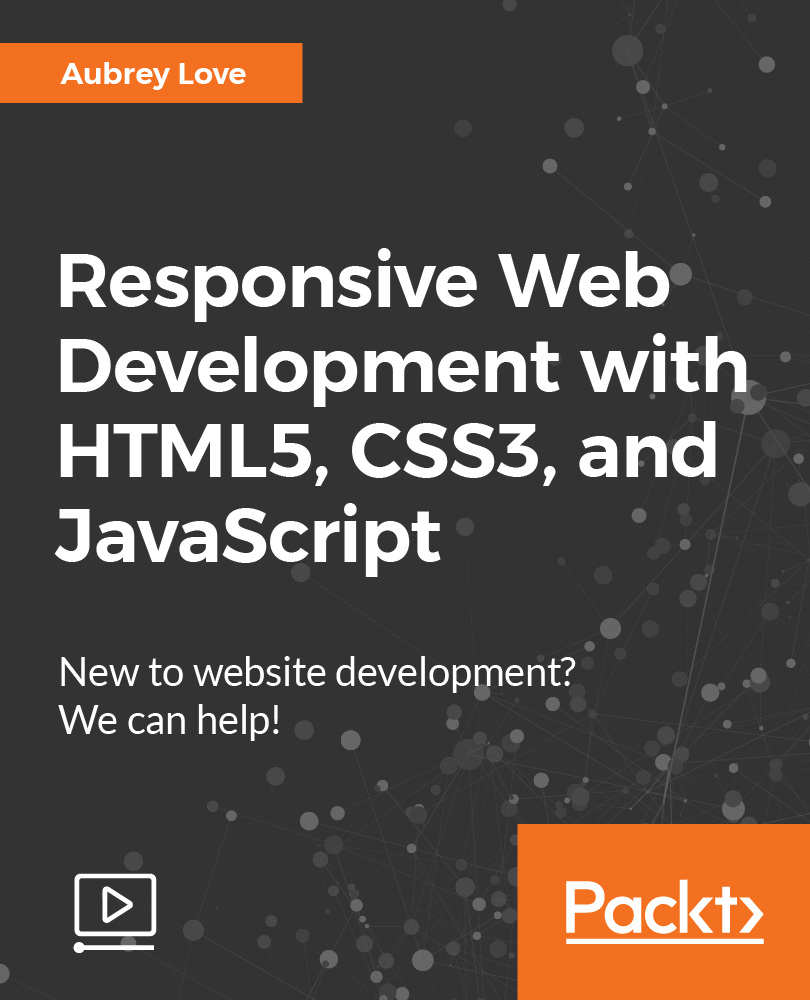 Aubrey Love
Responsive Web
Development with
HTML5, CSS3, and
JavaScript
New to website development?
We can help!
Packt